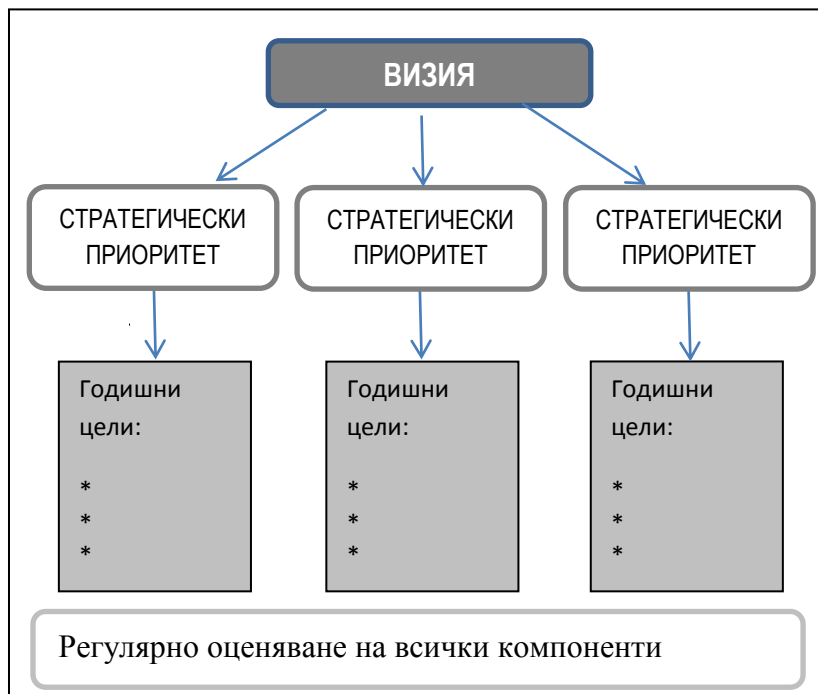 ВИЗИЯ
СТРАТЕГИЧЕСКИ
ПРИОРИТЕТ
СТРАТЕГИЧЕСКИ
ПРИОРИТЕТ
СТРАТЕГИЧЕСКИ
ПРИОРИТЕТ
Годишни
цели:
*
*
*
Годишни
цели:
*
*
*
Годишни
цели:
*
*
*
Регулярно оценяване на всички компоненти